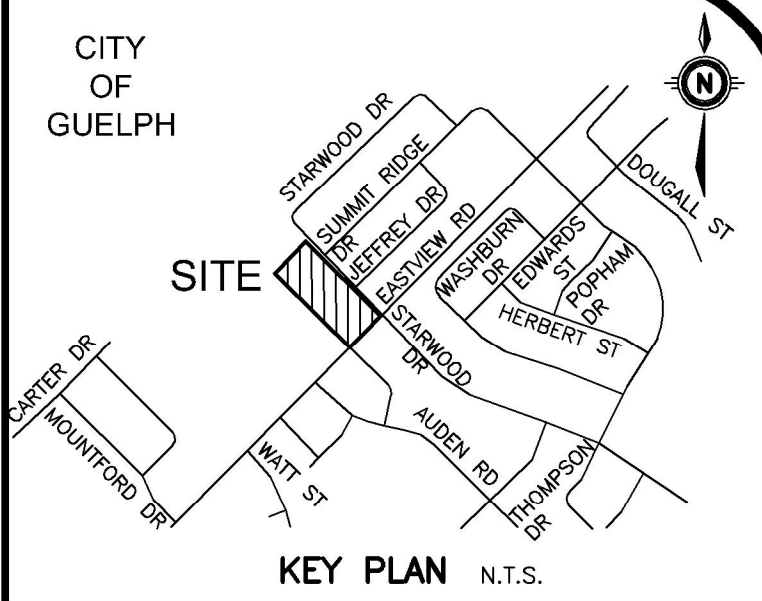 CITY
OF
GUELPH
N
STARWOOD DR
SUMMIT RIDGE
DR
JEFFREY DR
EASTVIEW RD
WASHBURN
DR
EDWARDS
ST
POPHAM
DR
DOUGALL ST
HERBERT ST
SITE
STARWOOD
DR
CARTER DR
MOUNTFORD DR
WATT ST
AUDEN RD
THOMPSON
DR
KEY PLAN N.T.S.